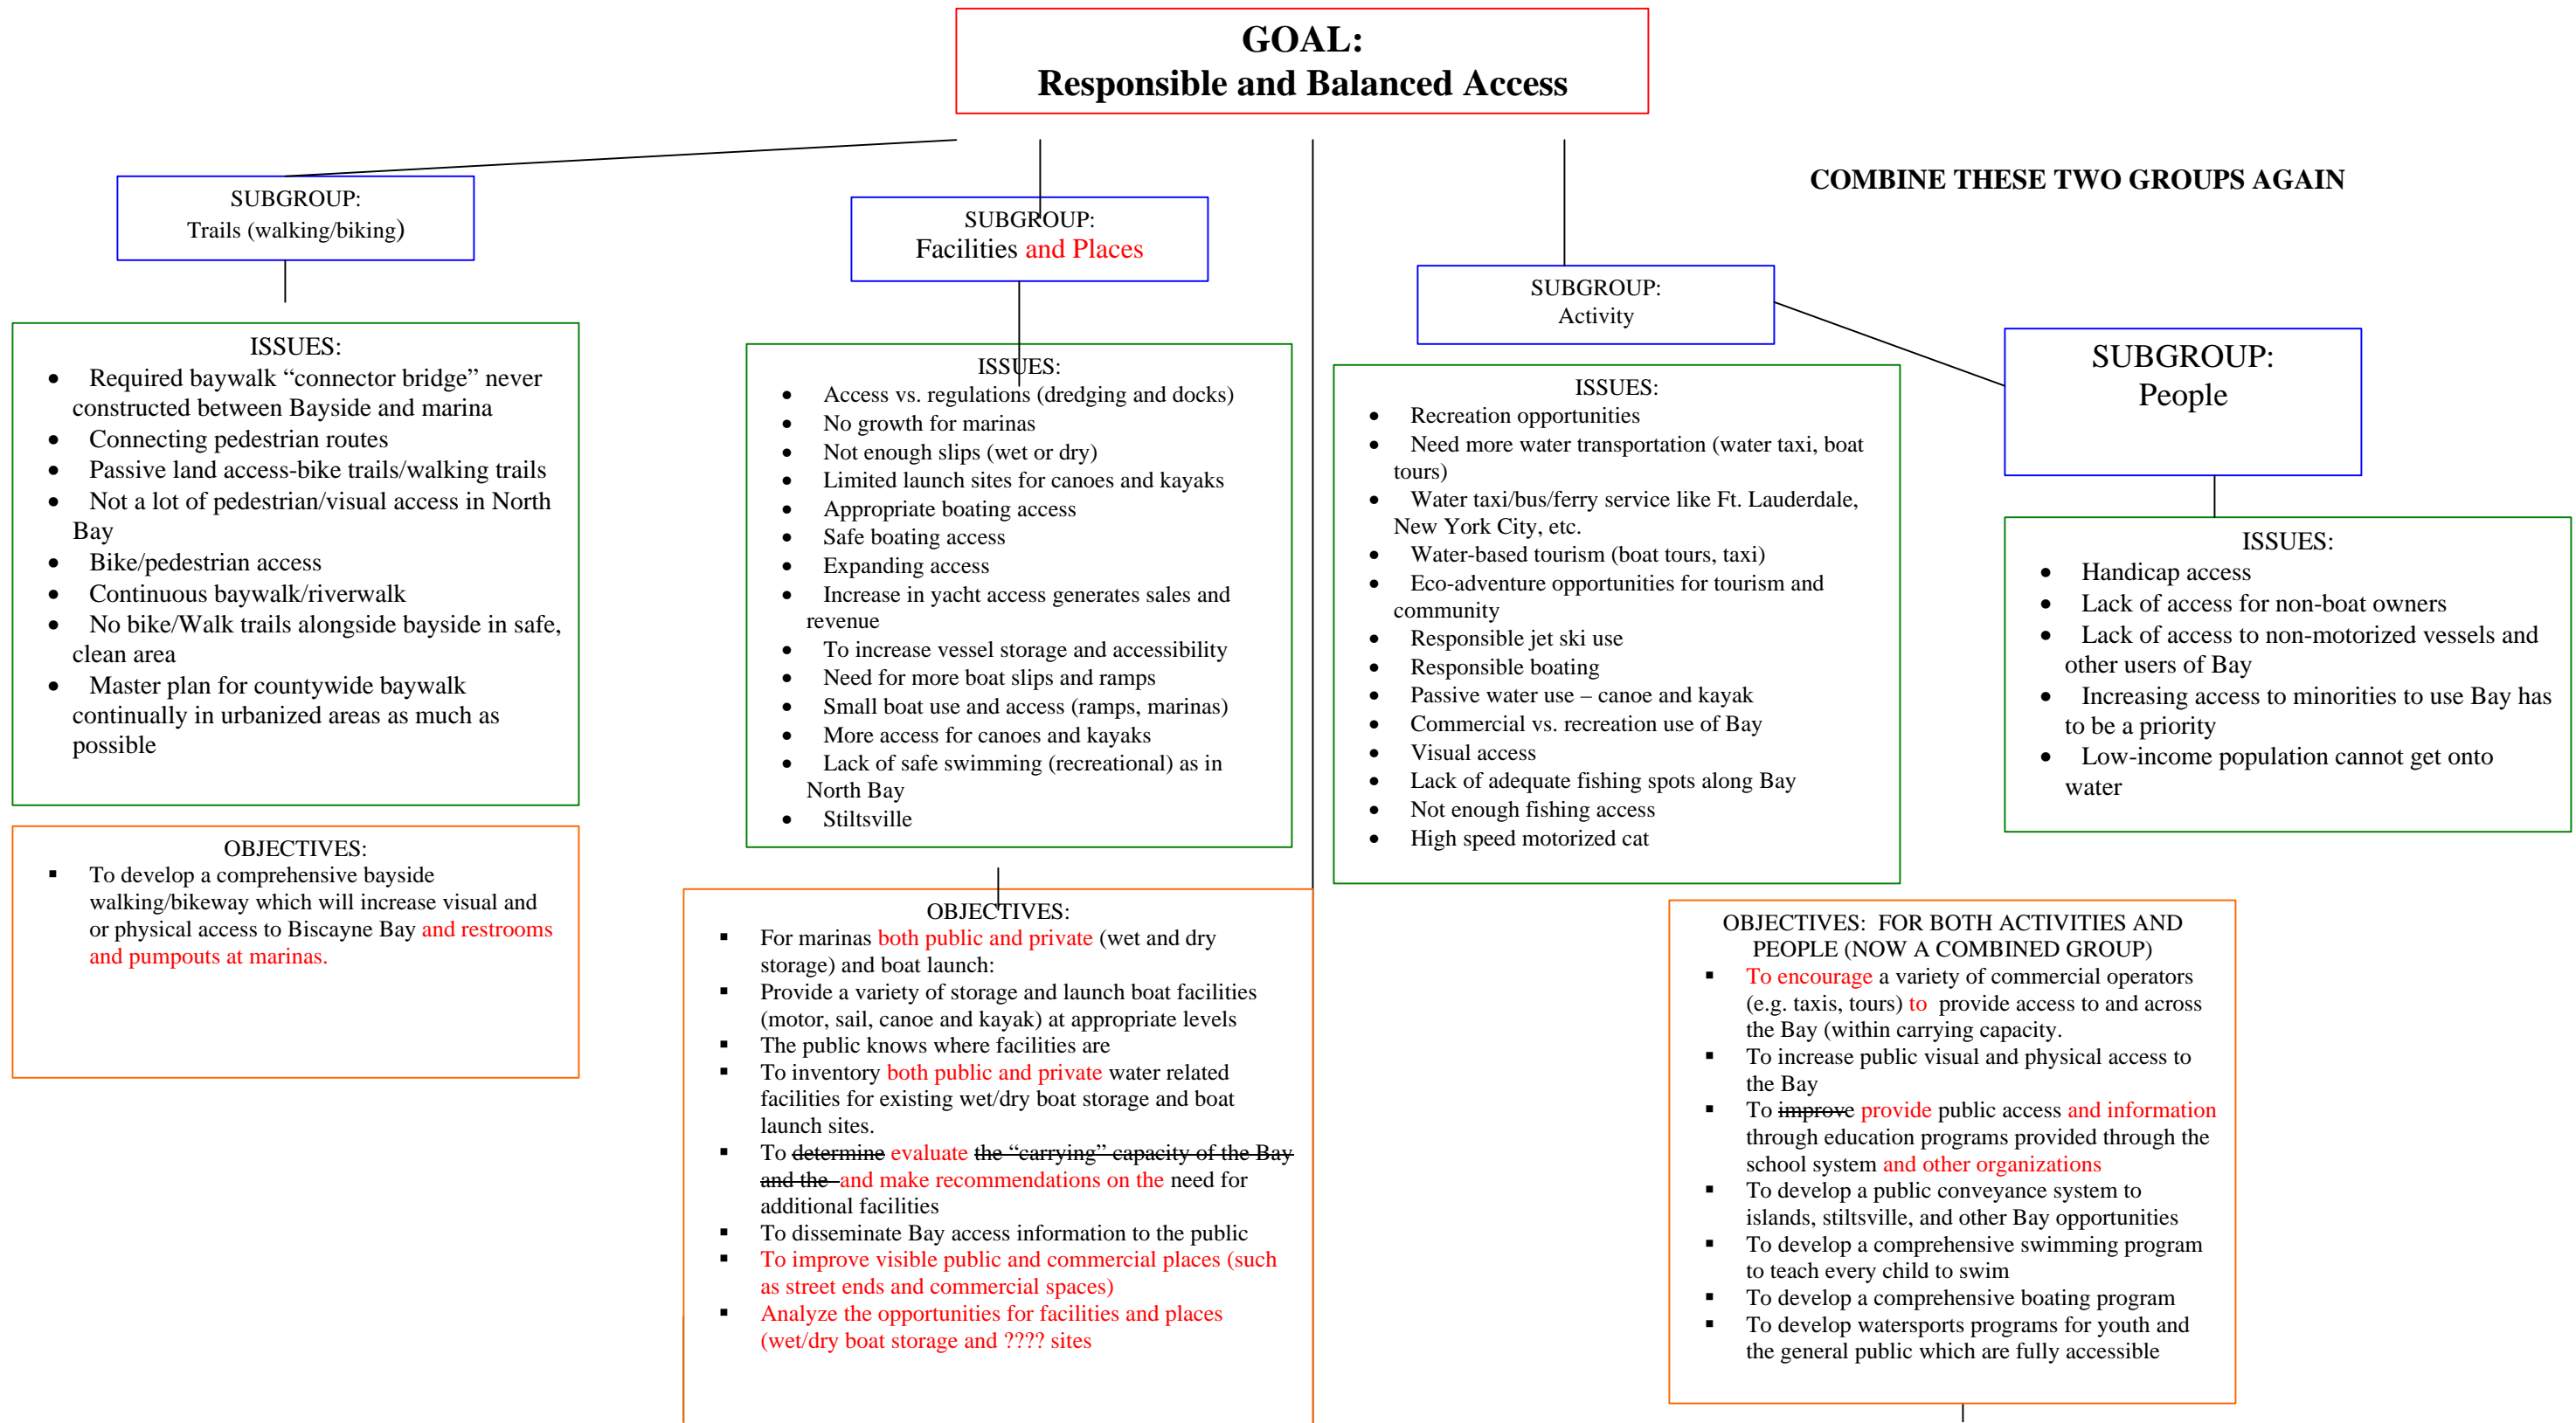 GOAL:
Responsible and Balanced Access
COMBINE THESE TWO GROUPS AGAIN
SUBGROUP:
Trails (walking/biking)
ISSUES:
• Required baywalk “connector bridge” never
constructed between Bayside and marina
• Connecting pedestrian routes
• Passive land access-bike trails/walking trails
• Not a lot of pedestrian/visual access in North
Bay
• Bike/pedestrian access
• Continuous baywalk/riverwalk
• No bike/Walk trails alongside bayside in safe,
clean area
• Master plan for countywide baywalk
continually in urbanized areas as much as
possible
OBJECTIVES:
▪ To develop a comprehensive bayside
walking/bikeway which will increase visual and
or physical access to Biscayne Bay and restrooms
and pumpouts at marinas.
SUBGROUP:
Facilities and Places
ISSUES:
• Access vs. regulations (dredging and docks)
• No growth for marinas
• Not enough slips (wet or dry)
• Limited launch sites for canoes and kayaks
• Appropriate boating access
• Safe boating access
• Expanding access
• Increase in yacht access generates sales and
revenue
• To increase vessel storage and accessibility
• Need for more boat slips and ramps
• Small boat use and access (ramps, marinas)
• More access for canoes and kayaks
• Lack of safe swimming (recreational) as in
North Bay
• Stiltsville
OBJECTIVES:
▪ For marinas both public and private (wet and dry
storage) and boat launch:
▪ Provide a variety of storage and launch boat facilities
(motor, sail, canoe and kayak) at appropriate levels
▪ The public knows where facilities are
▪ To inventory both public and private water related
facilities for existing wet/dry boat storage and boat
launch sites.
▪ To determine evaluate the “carrying” capacity of the Bay
and the and make recommendations on the need for
additional facilities
▪ To disseminate Bay access information to the public
▪ To improve visible public and commercial places (such
as street ends and commercial spaces)
▪ Analyze the opportunities for facilities and places
(wet/dry boat storage and ???? sites
SUBGROUP:
Activity
ISSUES:
• Recreation opportunities
• Need more water transportation (water taxi, boat
tours)
• Water taxi/bus/ferry service like Ft. Lauderdale,
New York City, etc.
• Water-based tourism (boat tours, taxi)
• Eco-adventure opportunities for tourism and
community
• Responsible jet ski use
• Responsible boating
• Passive water use – canoe and kayak
• Commercial vs. recreation use of Bay
• Visual access
• Lack of adequate fishing spots along Bay
• Not enough fishing access
• High speed motorized cat
SUBGROUP:
People
ISSUES:
• Handicap access
• Lack of access for non-boat owners
• Lack of access to non-motorized vessels and
other users of Bay
• Increasing access to minorities to use Bay has
to be a priority
• Low-income population cannot get onto
water
OBJECTIVES: FOR BOTH ACTIVITIES AND
PEOPLE (NOW A COMBINED GROUP)
▪ To encourage a variety of commercial operators
(e.g. taxis, tours) to provide access to and across
the Bay (within carrying capacity.
▪ To increase public visual and physical access to
the Bay
▪ To improve provide public access and information
through education programs provided through the
school system and other organizations
▪ To develop a public conveyance system to
islands, stiltsville, and other Bay opportunities
▪ To develop a comprehensive swimming program
to teach every child to swim
▪ To develop a comprehensive boating program
▪ To develop watersports programs for youth and
the general public which are fully accessible